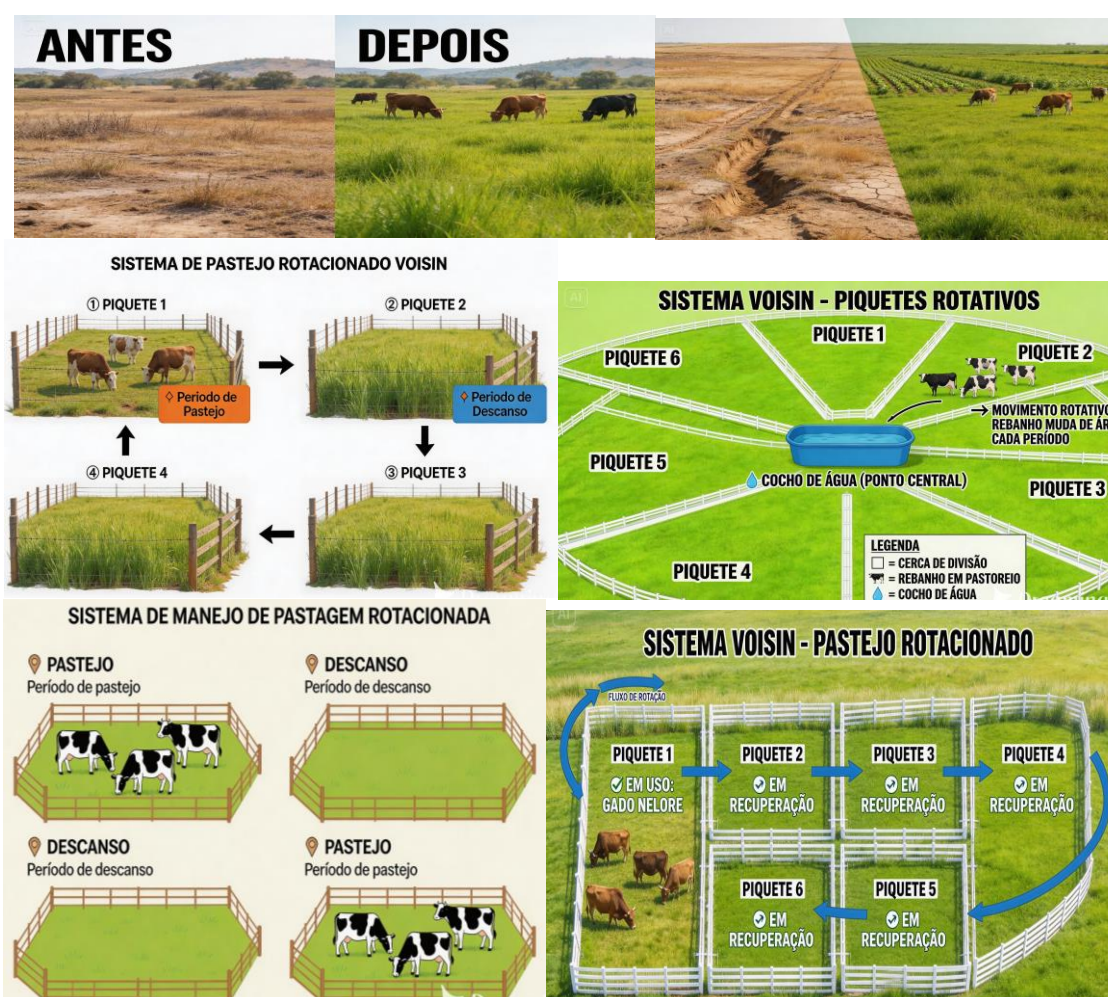 ANTES
DEPOIS
SISTEMA DE PASTEJO ROTACIONADO VOISIN
① PIQUETE 1
② PIQUETE 2
Periodo de
Pastejo
Periodo de
Descanso
④ PIQUETE 4
③ PIQUETE 3
AI
SISTEMA VOISIN - PIQUETES ROTATIVOS
PIQUETE 1
PIQUETE 6
PIQUETE 2
→ MOVIMENTO ROTATIVO
REBANHO MUDA DE ÁR
CADA PERÍODO
PIQUETE 5
COCHO DE ÁGUA (PONTO CENTRAL)
PIQUETE 3
PIQUETE 4
LEGENDA
= CERCA DE DIVISÃO
= REBANHO EM PASTOREIO
= COCHO DE ÁGUA
SISTEMA DE MANEJO DE PASTAGEM ROTACIONADA
PASTEJO
Período de pastejo
DESCANSO
Período de descanso
DESCANSO
Período de descanso
PASTEJO
Período de pastejo
SISTEMA VOISIN - PASTEJO ROTACIONADO
FLUXO DE ROTAÇÃO
PIQUETE 1
EM USO:
GADO NELORE
PIQUETE 2
EM
RECUPERAÇÃO
PIQUETE 3
EM
RECUPERAÇÃO
PIQUETE 4
EM
RECUPERAÇÃO
PIQUETE 6
EM
RECUPERAÇÃO
PIQUETE 5
EM
RECUPERAÇÃO